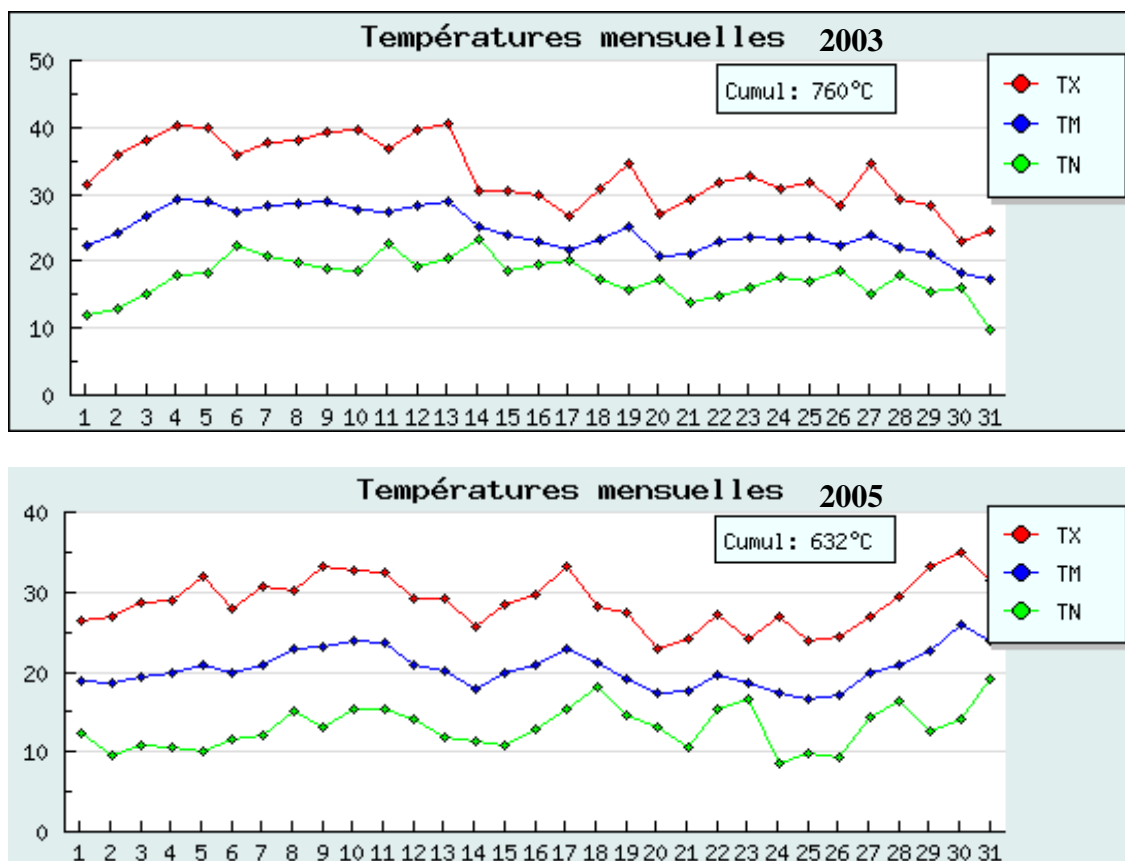 Températures mensuelles 2003
Cumul: 760°C
TX
TM
TN
50
40
30
20
10
0
1 2 3 4 5 6 7 8 9 10 11 12 13 14 15 16 17 18 19 20 21 22 23 24 25 26 27 28 29 30 31
Températures mensuelles 2005
Cumul: 632°C
TX
TM
TN
40
30
20
10
0
1 2 3 4 5 6 7 8 9 10 11 12 13 14 15 16 17 18 19 20 21 22 23 24 25 26 27 28 29 30 31